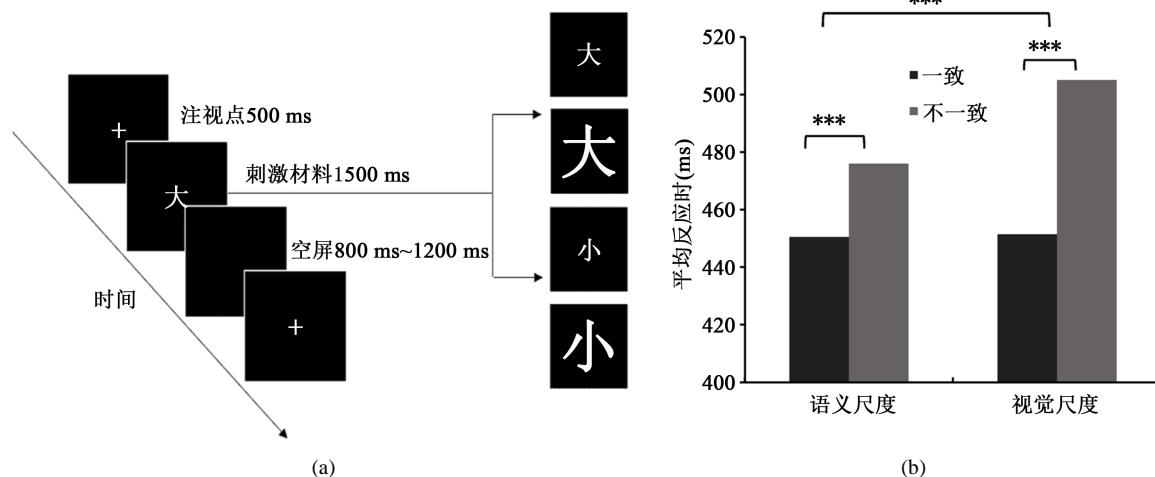 +
注视点500 ms
大
刺激材料1500 ms
空屏800 ms~1200 ms
+
时间
大
大
小
小
(a)
***
520
500
480
460
440
420
400
平均反应时(ms)
一致
不一致
***
***
语义尺度
视觉尺度
(b)